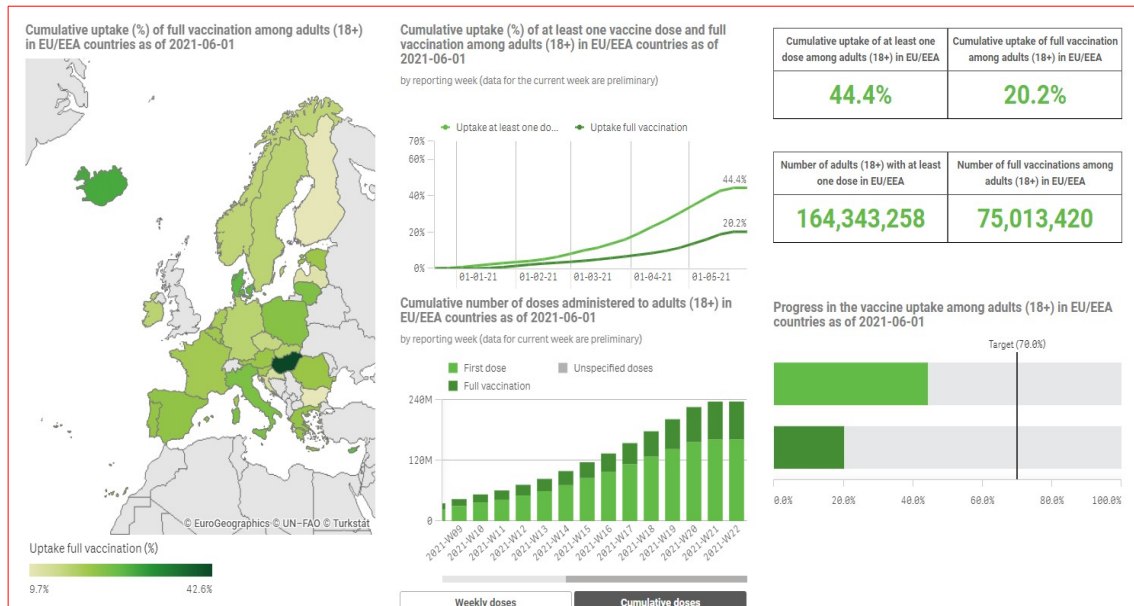 Cumulative uptake (%) of full vaccination among adults (18+)
in EU/EEA countries as of 2021-06-01
© EuroGeographics © UN-FAO © Turkstat
Uptake full vaccination (%)
9.7%
42.6%
Cumulative uptake (%) of at least one vaccine dose and full
vaccination among adults (18+) in EU/EEA countries as of
2021-06-01
by reporting week (data for the current week are preliminary)
Uptake at least one do...
Uptake full vaccination
70%
60%
40%
20%
0%
44.4%
20.2%
01-01-21
01-02-21
01-03-21
01-04-21
01-05-21
Cumulative number of doses administered to adults (18+) in
EU/EEA countries as of 2021-06-01
by reporting week (data for current week are preliminary)
First dose
Unspecified doses
Full vaccination
240M
120M
0
2021-W09
2021-W10
2021-W11
2021-W12
2021-W13
2021-W14
2021-W15
2021-W16
2021-W17
2021-W18
2021-W19
2021-W20
2021-W21
2021-W22
Weekly doses
Cumulative doses
Cumulative uptake of at least one
dose among adults (18+) in EU/EEA
44.4%
Cumulative uptake of full vaccination
among adults (18+) in EU/EEA
20.2%
Number of adults (18+) with at least
one dose in EU/EEA
164,343,258
Number of full vaccinations among
adults (18+) in EU/EEA
75,013,420
Progress in the vaccine uptake among adults (18+) in EU/EEA
countries as of 2021-06-01
Target (70.0%)
0.0%
20.0%
40.0%
60.0%
80.0%
100.0%